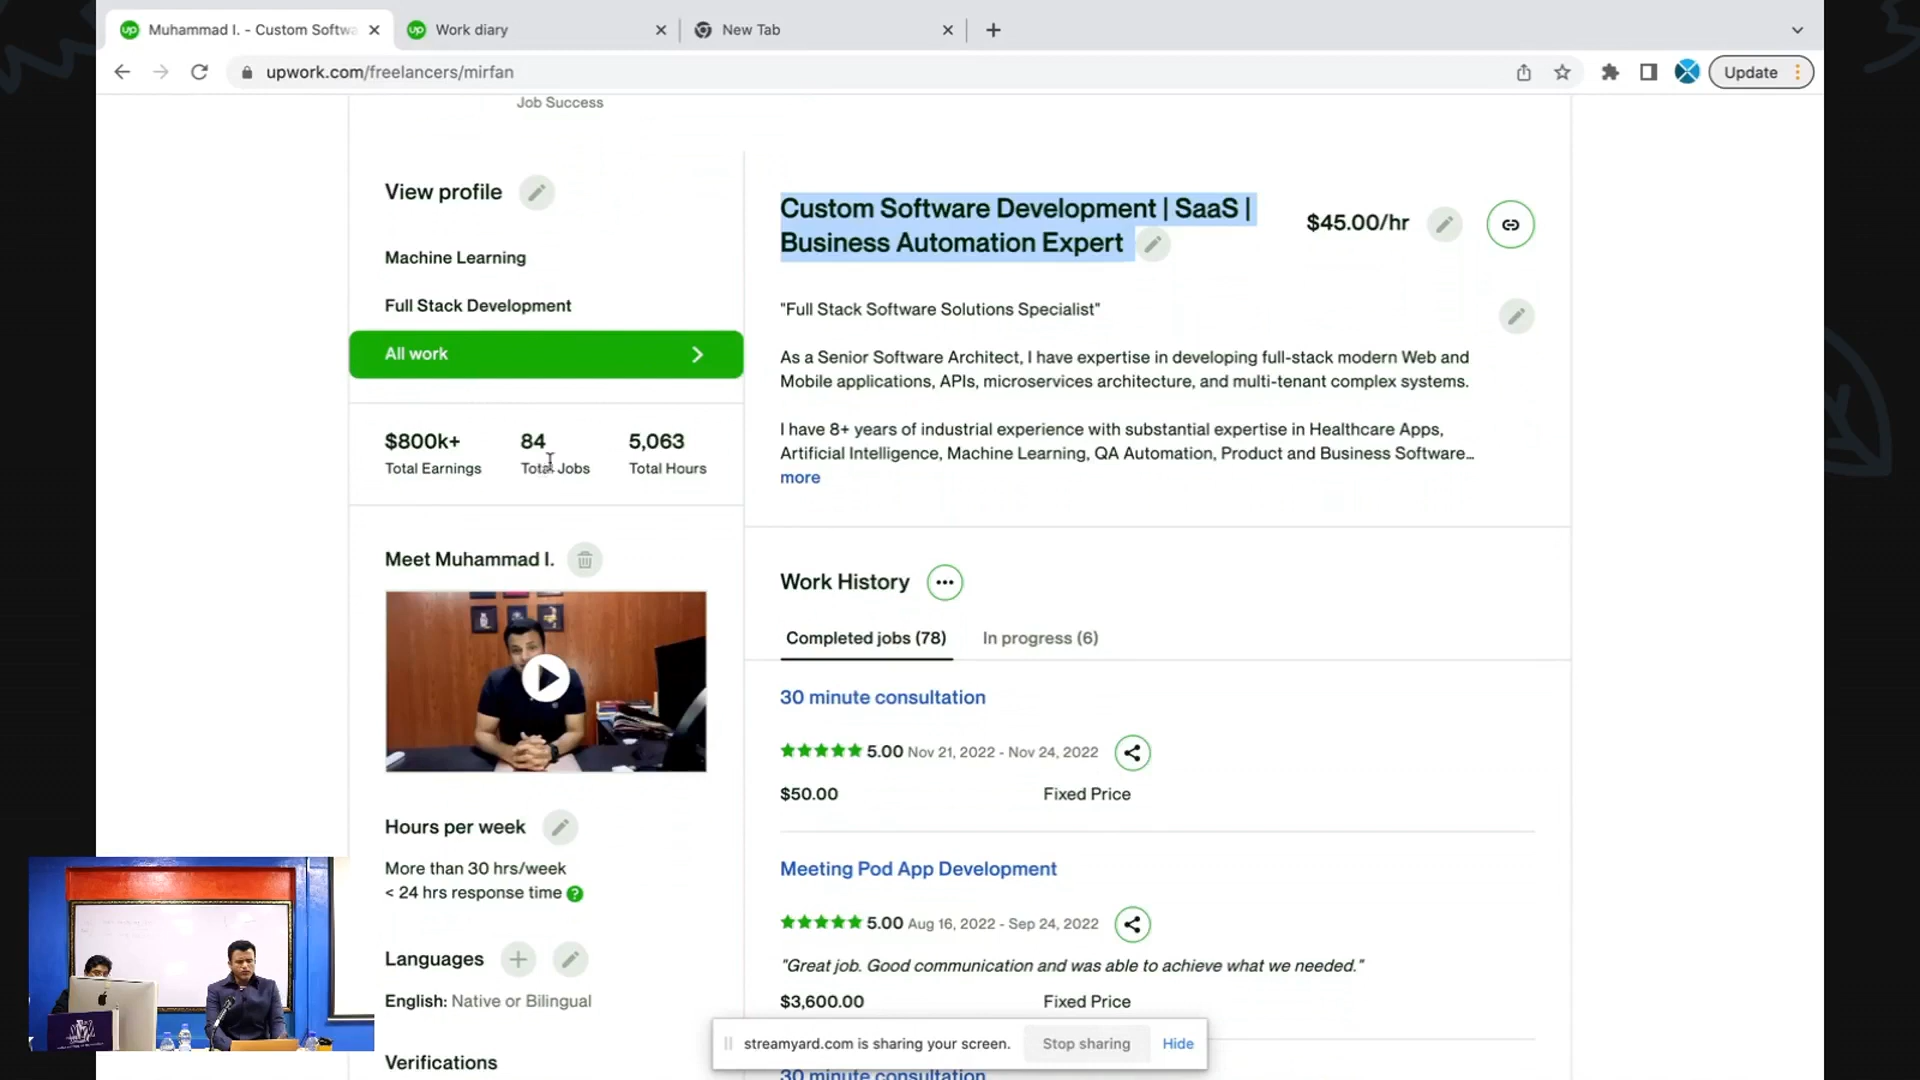 Muhammad I. - Custom Softwa
Work diary
New Tab
upwork.com/freelancers/mirfan
Update
Job Success
View profile
Machine Learning
Full Stack Development
All work
$800k+
84
5,063
Total Earnings
Total Jobs
Total Hours
Meet Muhammad I.
Hours per week
More than 30 hrs/week
< 24 hrs response time
Languages
English: Native or Bilingual
Verifications
Custom Software Development | SaaS |
Business Automation Expert
$45.00/hr
"Full Stack Software Solutions Specialist"
As a Senior Software Architect, I have expertise in developing full-stack modern Web and
Mobile applications, APIs, microservices architecture, and multi-tenant complex systems.
I have 8+ years of industrial experience with substantial expertise in Healthcare Apps,
Artificial Intelligence, Machine Learning, QA Automation, Product and Business Software...
more
Work History
Completed jobs (78)
In progress (6)
30 minute consultation
5.00 Nov 21, 2022 - Nov 24, 2022
$50.00
Fixed Price
Meeting Pod App Development
5.00 Aug 16, 2022 - Sep 24, 2022
"Great job. Good communication and was able to achieve what we needed."
$3,600.00
Fixed Price
30 minute consultation
streamyard.com is sharing your screen.
Stop sharing
Hide